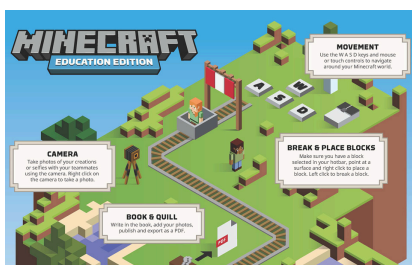 MINECRAFT
EDUCATION EDITION
MOVEMENT
Use the W A S D keys and mouse
or touch controls to navigate
around your Minecraft world.
W
A S D
CAMERA
Take photos of your creations
or selfies with your teammates
using the camera. Right click on
the camera to take a photo.
BREAK & PLACE BLOCKS
Make sure you have a block
selected in your hotbar, point at a
surface and right click to place a
block. Left click to break a block.
BOOK & QUILL
Write in the book, add your photos,
publish and export as a PDF.
PDF